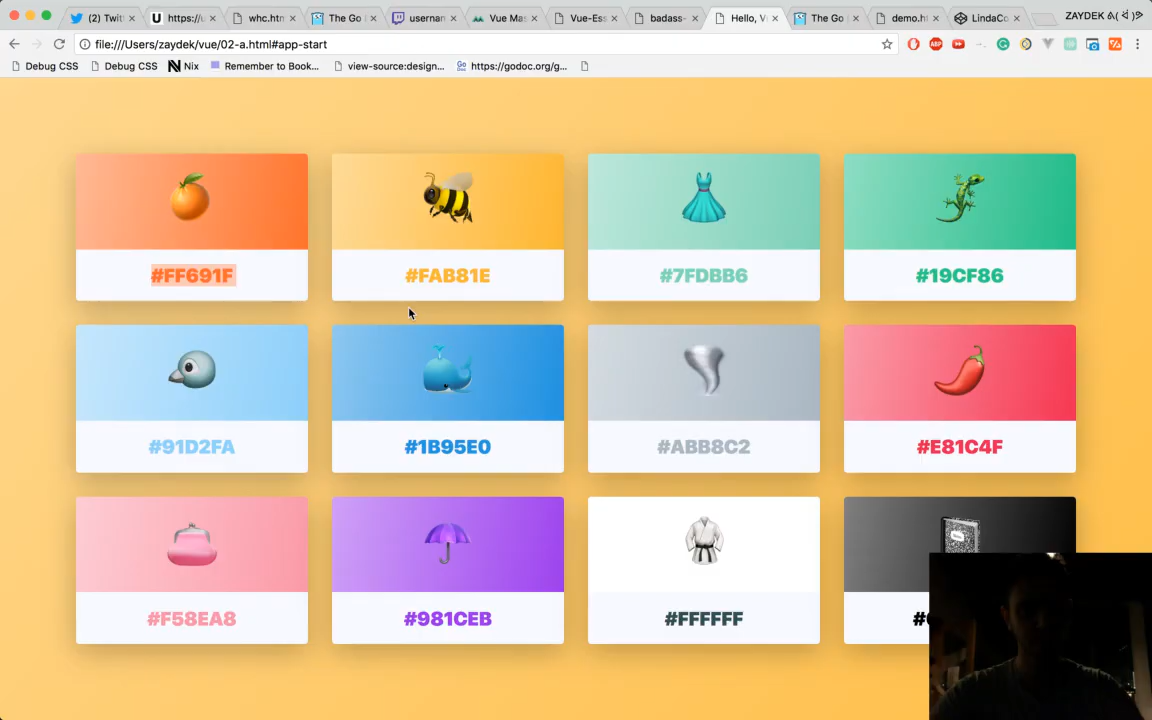 (2) Twit
https://u
whc.htm
The Go
usernan
Vue Mas
Vue-Ess
badass-
Hello, V
The Go
demo.ht
LindaCo
ZAYDEK
file:///Users/zaydek/vue/02-a.html#app-start
Debug CSS
Debug CSS
Nix
Remember to Book...
view-source:design...
https://godoc.org/g...
#FF691F
#FAB81E
#7FDBB6
#19CF86
#91D2FA
#1B95E0
#ABB8C2
#E81C4F
#F58EA8
#981CEB
#FFFFFF